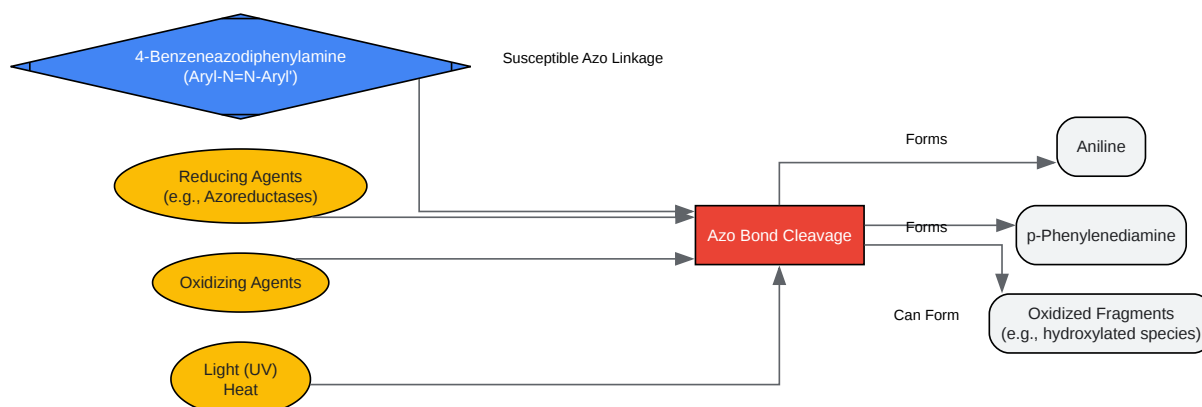 4-Benzeneazodiphenylamine
(Aryl-N=N-Aryl')
Susceptible Azo Linkage
Reducing Agents
(e.g., Azoreductases)
Oxidizing Agents
Light (UV)
Heat
Azo Bond Cleavage
Forms
Aniline
Forms
p-Phenylenediamine
Can Form
Oxidized Fragments
(e.g., hydroxylated species)